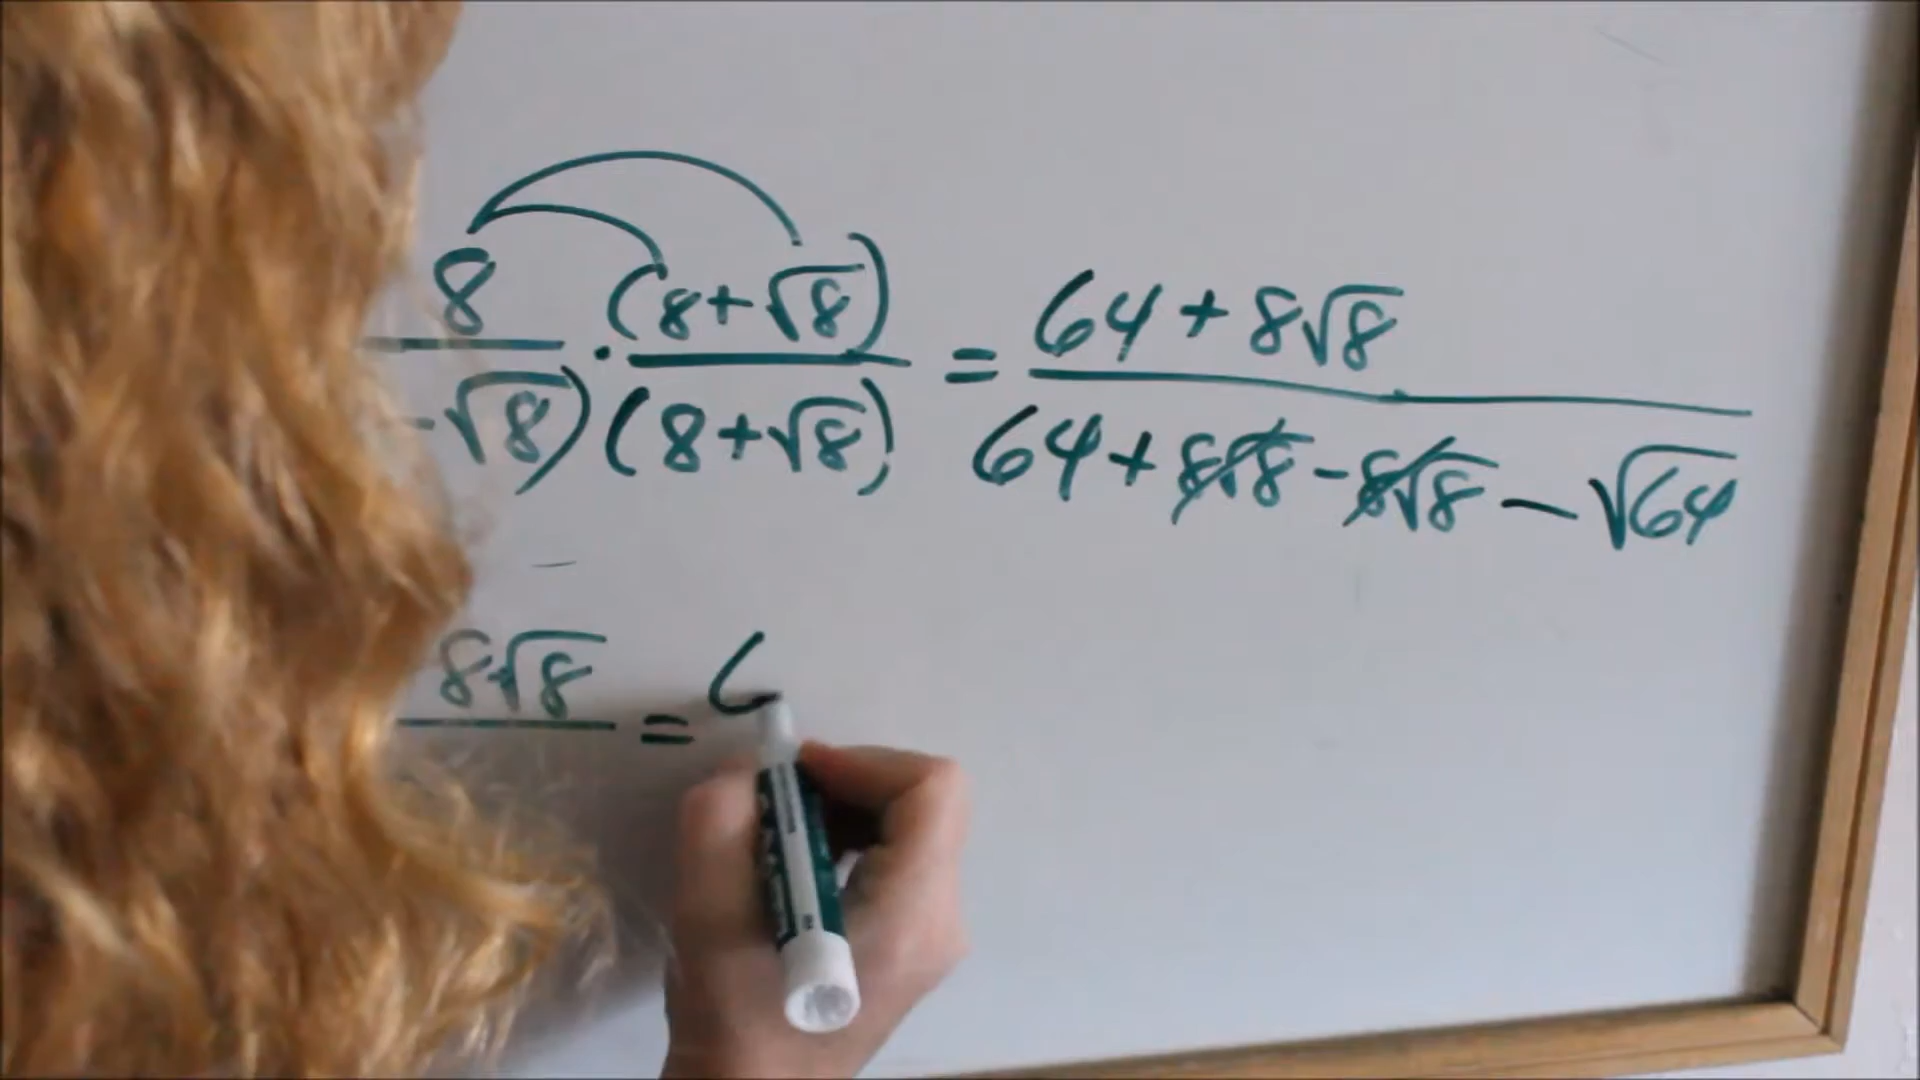 8 (8+√8) 64 + 8√8
· =
-√8) (8+√8) 64 + 8√8 - 8√8 - √64
8√8 = 6